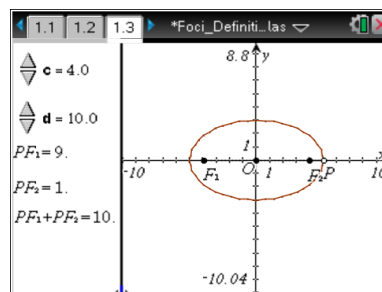 1.1 1.2 1.3 *Foci_Definiti...las
c = 4.0
d = 10.0
PF₁=9.
PF₂=1.
PF₁+PF₂=10.
8.8 y
1
-10 F₁ O 1 F₂ P 10
-10.04